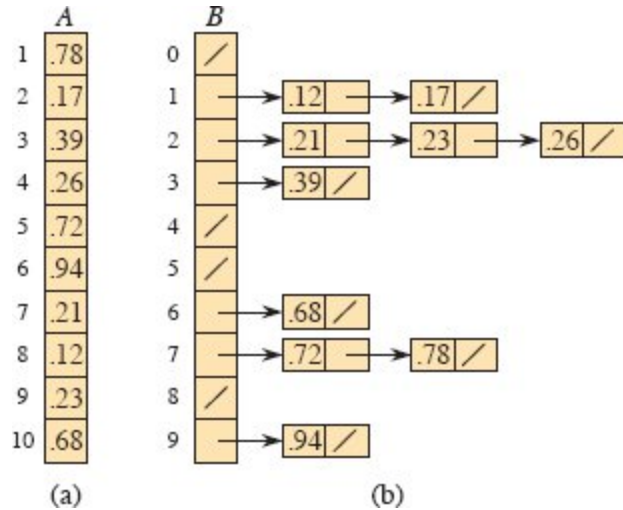 A B
1 .78 0 /
2 .17 1 .12 .17 /
3 .39 2 .21 .23 .26 /
4 .26 3 .39 /
5 .72 4 /
6 .94 5 /
7 .21 6 .68 /
8 .12 7 .72 .78 /
9 .23 8 /
10 .68 9 .94 /
(a) (b)